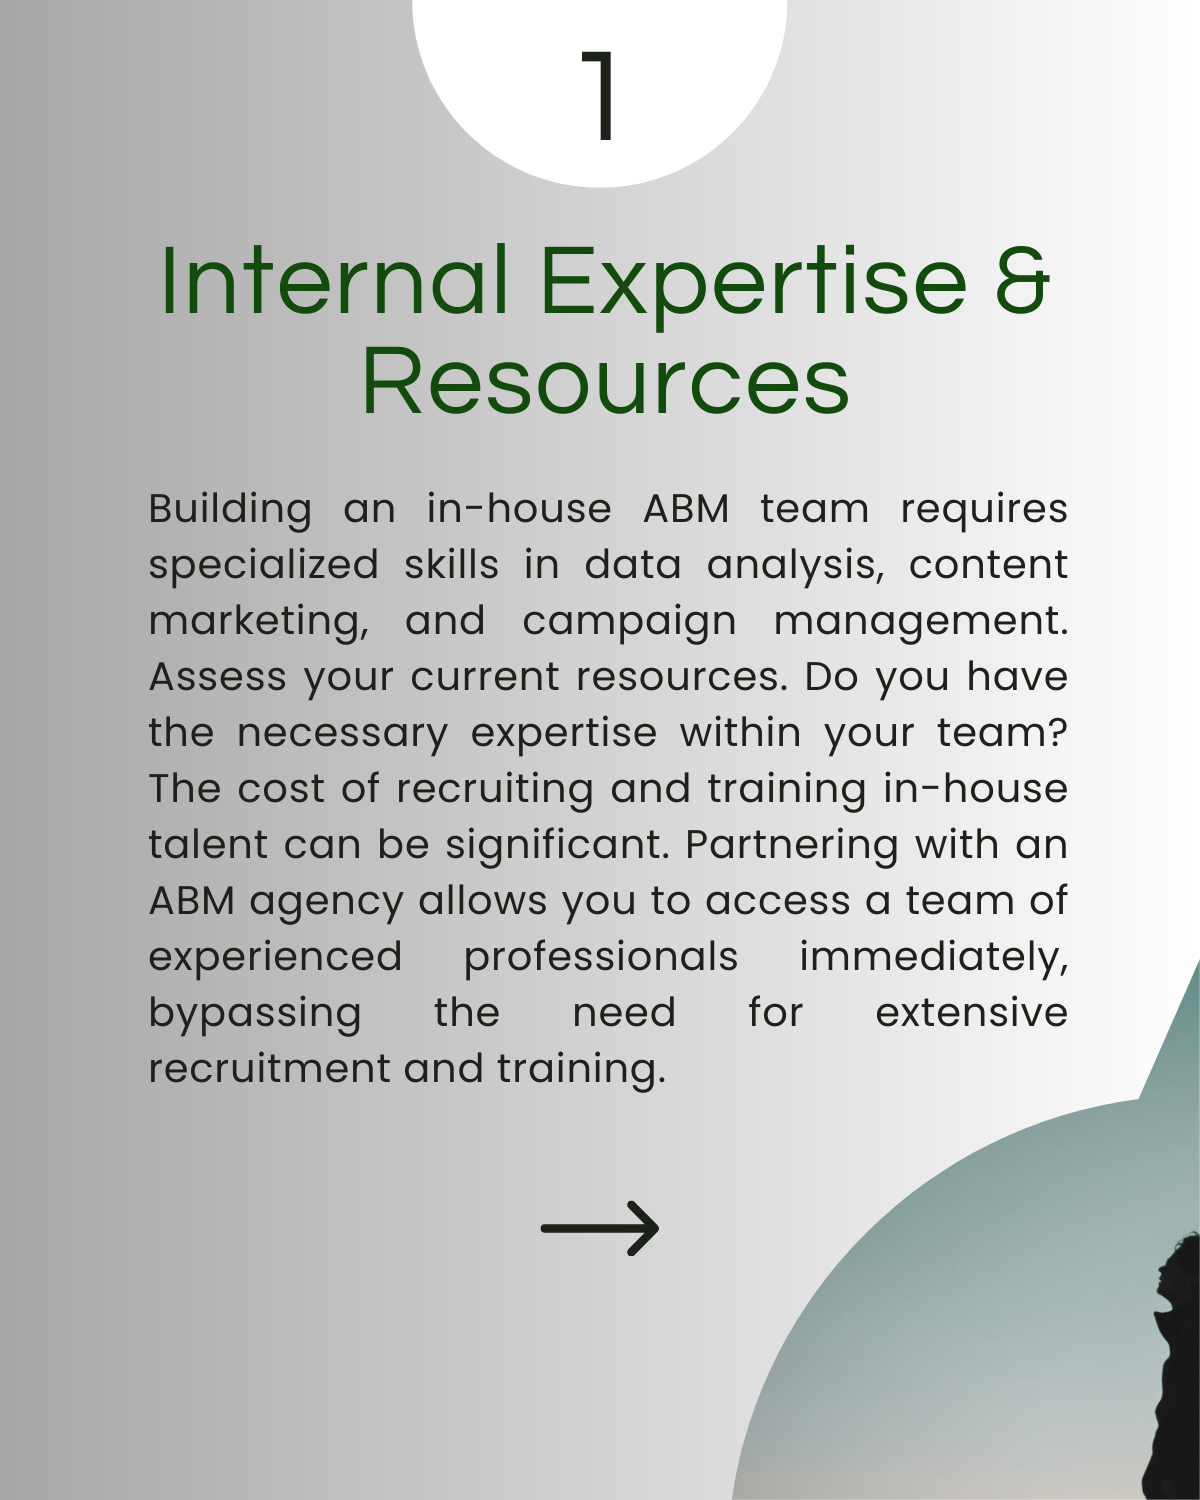 1
Internal Expertise &
Resources
Building an in-house ABM team requires
specialized skills in data analysis, content
marketing, and campaign management.
Assess your current resources. Do you have
the necessary expertise within your team?
The cost of recruiting and training in-house
talent can be significant. Partnering with an
ABM agency allows you to access a team of
experienced professionals immediately,
bypassing the need for extensive
recruitment and training.